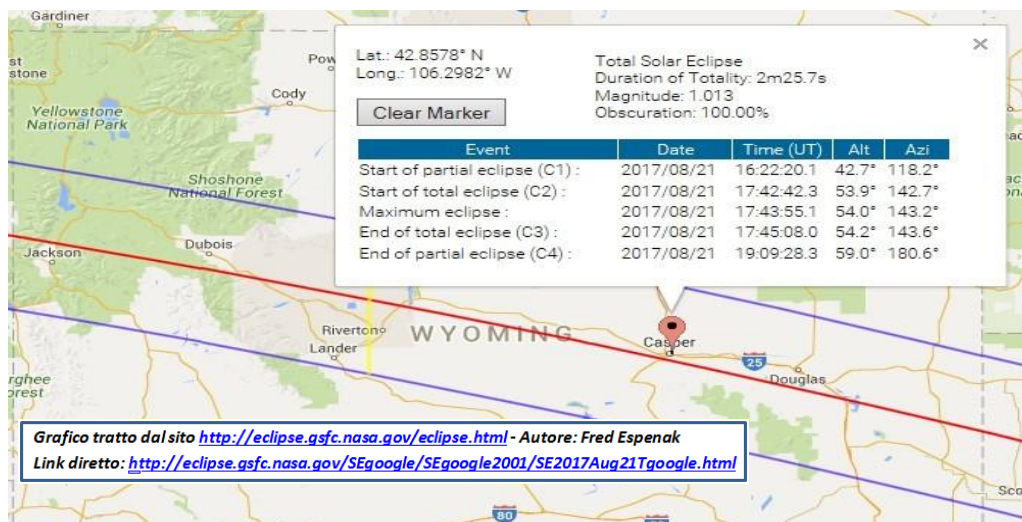 Gardiner
Pow
Cody
Yellowstone
National Park
Shoshone
National Forest
Dubois
Jackson
Riverton
Lander
WYOMING
Casper
25
Douglas
80
Lat.: 42.8578° N
Long.: 106.2982° W
Clear Marker
Total Solar Eclipse
Duration of Totality: 2m25.7s
Magnitude: 1.013
Obscuration: 100.00%
×
Event Date Time (UT) Alt Azi
Start of partial eclipse (C1) : 2017/08/21 16:22:20.1 42.7° 118.2°
Start of total eclipse (C2) : 2017/08/21 17:42:42.3 53.9° 142.7°
Maximum eclipse : 2017/08/21 17:43:55.1 54.0° 143.2°
End of total eclipse (C3) : 2017/08/21 17:45:08.0 54.2° 143.6°
End of partial eclipse (C4) : 2017/08/21 19:09:28.3 59.0° 180.6°
st
stone
rghee
orest
Sco
Grafico tratto dal sito http://eclipse.gsfc.nasa.gov/eclipse.html - Autore: Fred Espenak
Link diretto: http://eclipse.gsfc.nasa.gov/SEgoogle/SEgoogle2001/SE2017Aug21Tgoogle.html